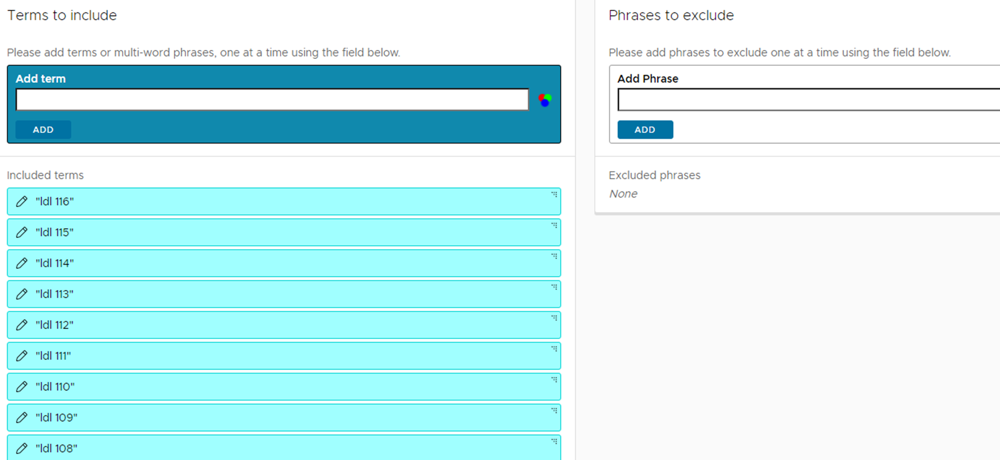 Terms to include
Please add terms or multi-word phrases, one at a time using the field below.
Add term
ADD
Included terms
"ldl 116"
"ldl 115"
"ldl 114"
"ldl 113"
"ldl 112"
"ldl 111"
"ldl 110"
"ldl 109"
"ldl 108"
Phrases to exclude
Please add phrases to exclude one at a time using the field below.
Add Phrase
ADD
Excluded phrases
None